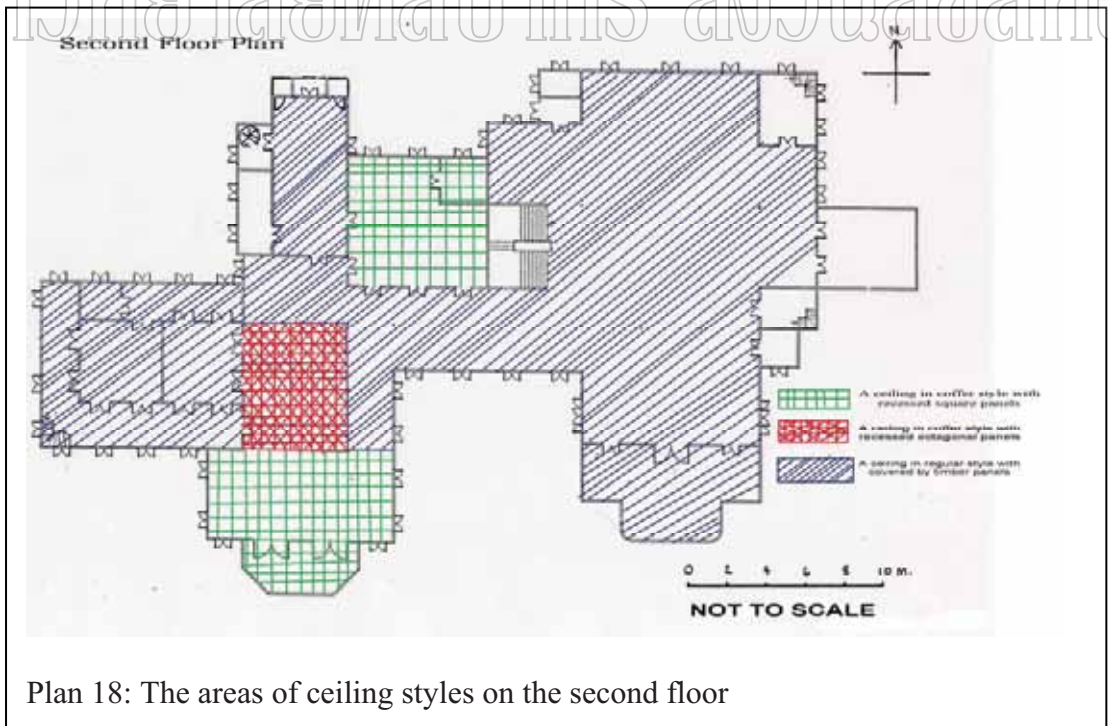 Second Floor Plan
N
A ceiling in coffer style with
recessed square panels
A ceiling in coffer style with
recessed octagonal panels
A ceiling in regular style with
covered by timber panels
0 2 4 6 8 10 M.
NOT TO SCALE
Plan 18: The areas of ceiling styles on the second floor